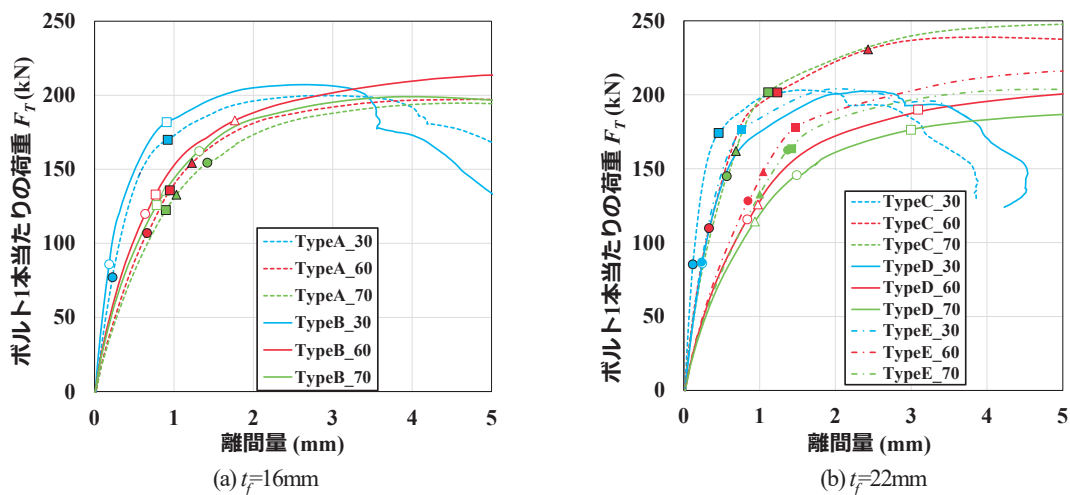 250
200
150
100
50
0
0 1 2 3 4 5
ボルト1本当たりの荷重 F_T (kN)
離間量 (mm)
TypeA_30
TypeA_60
TypeA_70
TypeB_30
TypeB_60
TypeB_70
(a) t_f=16mm
250
200
150
100
50
0
0 1 2 3 4 5
ボルト1本当たりの荷重 F_T (kN)
離間量 (mm)
TypeC_30
TypeC_60
TypeC_70
TypeD_30
TypeD_60
TypeD_70
TypeE_30
TypeE_60
TypeE_70
(b) t_f=22mm